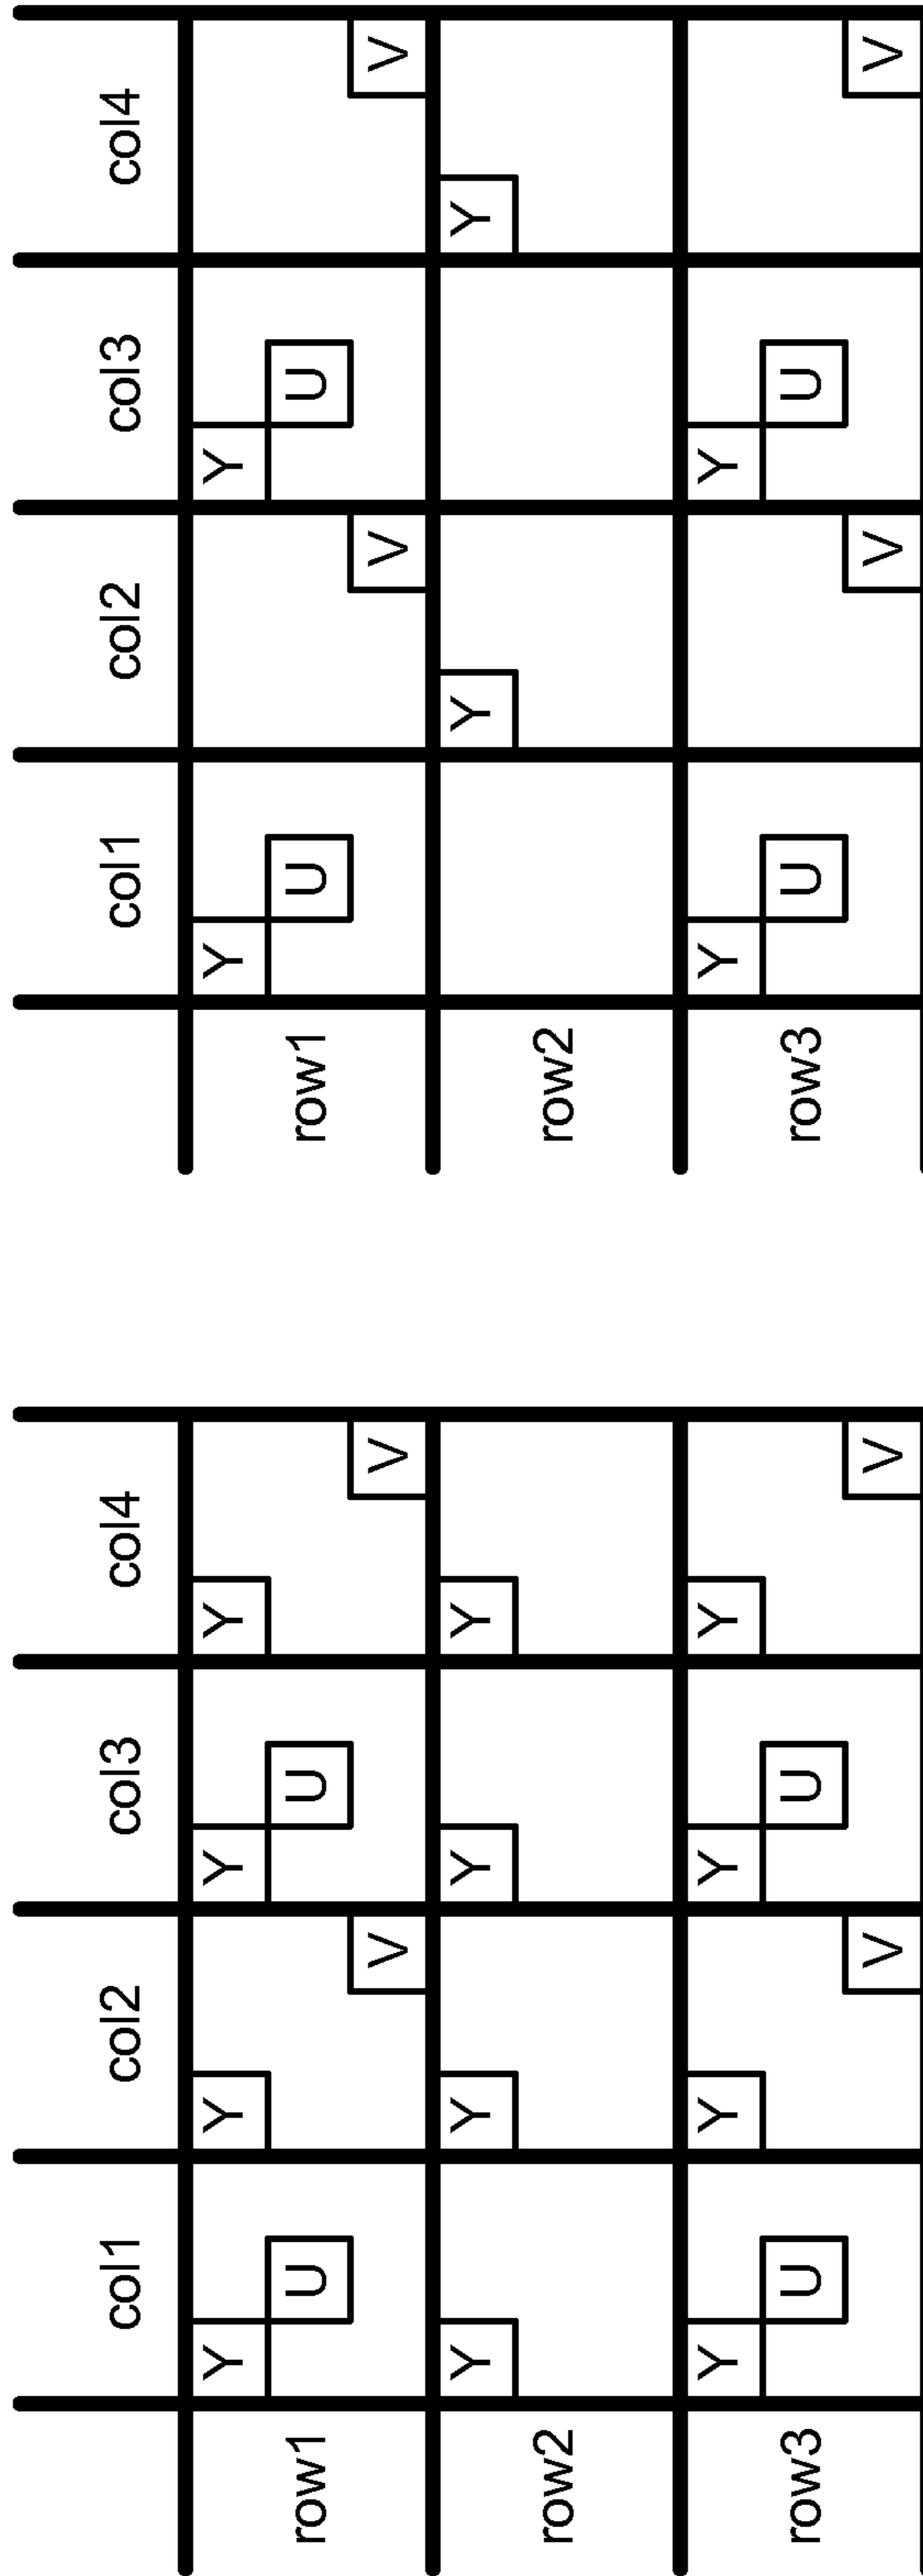 col1 col2 col3 col4 col1 col2 col3 col4
Y Y Y Y Y Y
row1 U U row1 U U
V V V V
Y Y Y Y Y Y
row2 row2
Y Y Y Y Y Y
row3 U U row3 U U
V V V V